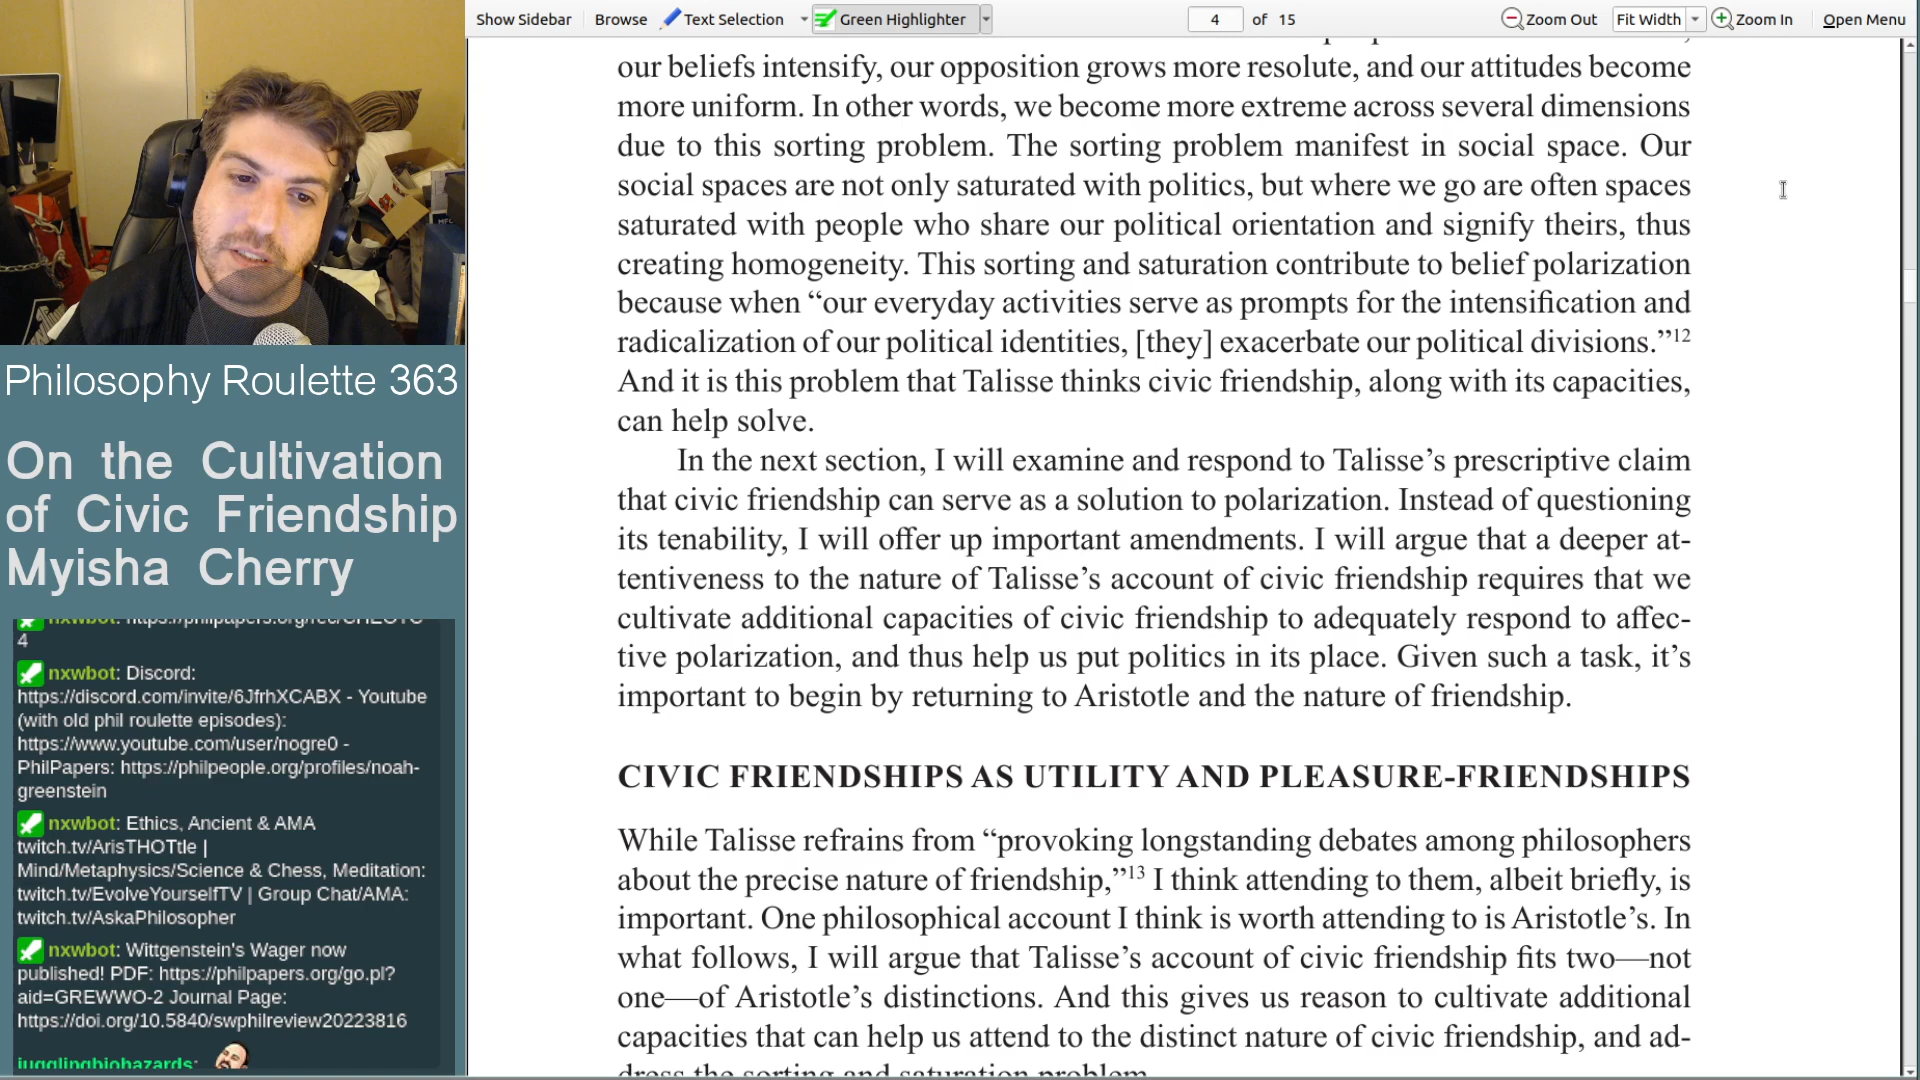 Show Sidebar Browse Text Selection Green Highlighter 4 of 15 Zoom Out Fit Width Zoom In Open Menu
our beliefs intensify, our opposition grows more resolute, and our attitudes become
more uniform. In other words, we become more extreme across several dimensions
due to this sorting problem. The sorting problem manifest in social space. Our
social spaces are not only saturated with politics, but where we go are often spaces
saturated with people who share our political orientation and signify theirs, thus
creating homogeneity. This sorting and saturation contribute to belief polarization
because when “our everyday activities serve as prompts for the intensification and
radicalization of our political identities, [they] exacerbate our political divisions.”12
And it is this problem that Talisse thinks civic friendship, along with its capacities,
can help solve.
In the next section, I will examine and respond to Talisse’s prescriptive claim
that civic friendship can serve as a solution to polarization. Instead of questioning
its tenability, I will offer up important amendments. I will argue that a deeper at-
tentiveness to the nature of Talisse’s account of civic friendship requires that we
cultivate additional capacities of civic friendship to adequately respond to affec-
tive polarization, and thus help us put politics in its place. Given such a task, it’s
important to begin by returning to Aristotle and the nature of friendship.
CIVIC FRIENDSHIPS AS UTILITY AND PLEASURE-FRIENDSHIPS
While Talisse refrains from “provoking longstanding debates among philosophers
about the precise nature of friendship,”13 I think attending to them, albeit briefly, is
important. One philosophical account I think is worth attending to is Aristotle’s. In
what follows, I will argue that Talisse’s account of civic friendship fits two—not
one—of Aristotle’s distinctions. And this gives us reason to cultivate additional
capacities that can help us attend to the distinct nature of civic friendship, and ad-
dress the sorting and saturation problem.
Philosophy Roulette 363
On the Cultivation
of Civic Friendship
Myisha Cherry
nxwbot: https://philpapers.org/rec/CHEOTC
4
nxwbot: Discord:
https://discord.com/invite/6JfrhXCABX - Youtube
(with old phil roulette episodes):
https://www.youtube.com/user/nogre0 -
PhilPapers: https://philpeople.org/profiles/noah-
greenstein
nxwbot: Ethics, Ancient & AMA
twitch.tv/ArisTHOTtle |
Mind/Metaphysics/Science & Chess, Meditation:
twitch.tv/EvolveYourselfTV | Group Chat/AMA:
twitch.tv/AskaPhilosopher
nxwbot: Wittgenstein's Wager now
published! PDF: https://philpapers.org/go.pl?
aid=GREWWO-2 Journal Page:
https://doi.org/10.5840/swphilreview20223816
jugglingbiohazards: